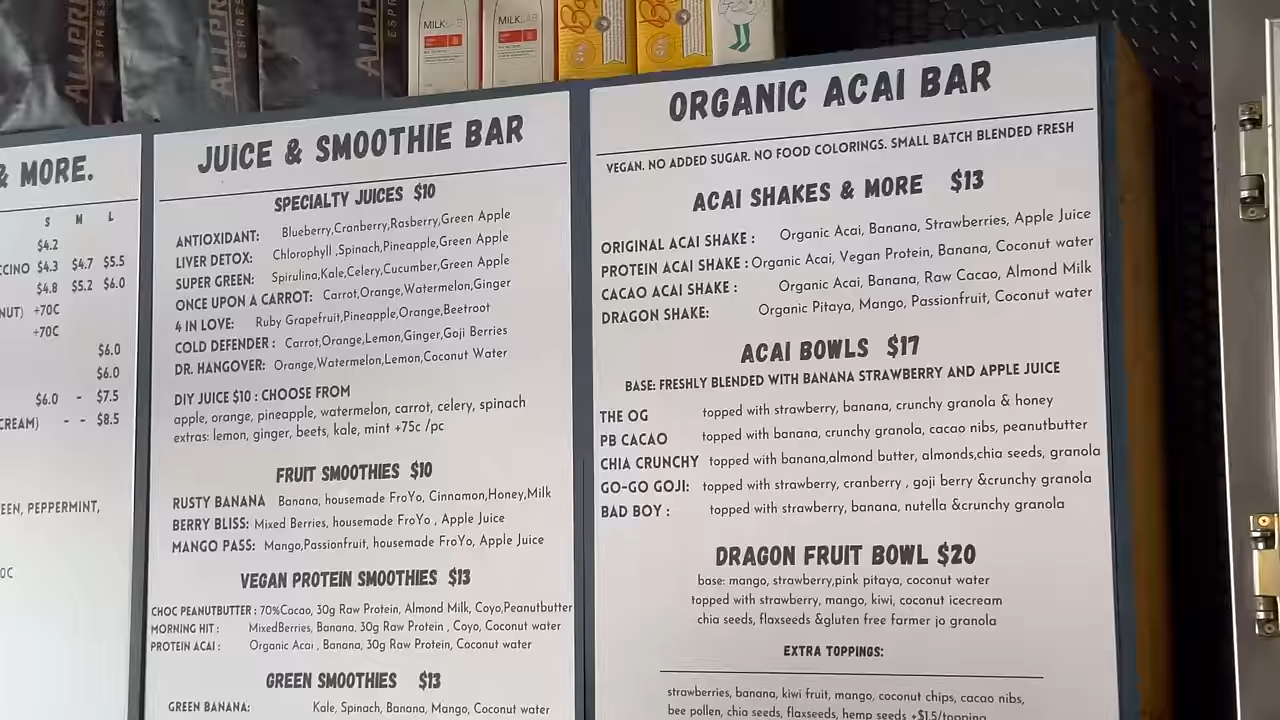 ALLPRE
ESPRESS
ALLPR
ESPRES
ALLP
ESPRE
MILKLAB
MILKLAB
& MORE.
S M L
$4.2
CCINO $4.3 $4.7 $5.5
$4.8 $5.2 $6.0
NUT) +70C
+70C
$6.0
$6.0
$6.0 - $7.5
CREAM) - - $8.5
EEN, PEPPERMINT,
0C
JUICE & SMOOTHIE BAR
SPECIALTY JUICES $10
ANTIOXIDANT: Blueberry,Cranberry,Rasberry,Green Apple
LIVER DETOX: Chlorophyll ,Spinach,Pineapple,Green Apple
SUPER GREEN: Spirulina,Kale,Celery,Cucumber,Green Apple
ONCE UPON A CARROT: Carrot,Orange,Watermelon,Ginger
4 IN LOVE: Ruby Grapefruit,Pineapple,Orange,Beetroot
COLD DEFENDER : Carrot,Orange,Lemon,Ginger,Goji Berries
DR. HANGOVER: Orange,Watermelon,Lemon,Coconut Water
DIY JUICE $10 : CHOOSE FROM
apple, orange, pineapple, watermelon, carrot, celery, spinach
extras: lemon, ginger, beets, kale, mint +75c /pc
FRUIT SMOOTHIES $10
RUSTY BANANA Banana, housemade FroYo, Cinnamon,Honey,Milk
BERRY BLISS: Mixed Berries, housemade FroYo , Apple Juice
MANGO PASS: Mango,Passionfruit, housemade FroYo, Apple Juice
VEGAN PROTEIN SMOOTHIES $13
CHOC PEANUTBUTTER : 70%Cacao, 30g Raw Protein, Almond Milk, Coyo,Peanutbutter
MORNING HIT : MixedBerries, Banana, 30g Raw Protein , Coyo, Coconut water
PROTEIN ACAI : Organic Acai , Banana, 30g Raw Protein, Coconut water
GREEN SMOOTHIES $13
GREEN BANANA: Kale, Spinach, Banana, Mango, Coconut water
ORGANIC ACAI BAR
VEGAN. NO ADDED SUGAR. NO FOOD COLORINGS. SMALL BATCH BLENDED FRESH
ACAI SHAKES & MORE $13
ORIGINAL ACAI SHAKE : Organic Acai, Banana, Strawberries, Apple Juice
PROTEIN ACAI SHAKE : Organic Acai, Vegan Protein, Banana, Coconut water
CACAO ACAI SHAKE : Organic Acai, Banana, Raw Cacao, Almond Milk
DRAGON SHAKE: Organic Pitaya, Mango, Passionfruit, Coconut water
ACAI BOWLS $17
BASE: FRESHLY BLENDED WITH BANANA STRAWBERRY AND APPLE JUICE
THE OG topped with strawberry, banana, crunchy granola & honey
PB CACAO topped with banana, crunchy granola, cacao nibs, peanutbutter
CHIA CRUNCHY topped with banana,almond butter, almonds,chia seeds, granola
GO-GO GOJI: topped with strawberry, cranberry , goji berry &crunchy granola
BAD BOY : topped with strawberry, banana, nutella &crunchy granola
DRAGON FRUIT BOWL $20
base: mango, strawberry,pink pitaya, coconut water
topped with strawberry, mango, kiwi, coconut icecream
chia seeds, flaxseeds &gluten free farmer jo granola
EXTRA TOPPINGS:
strawberries, banana, kiwi fruit, mango, coconut chips, cacao nibs,
bee pollen, chia seeds, flaxseeds, hemp seeds +$1.5/topping